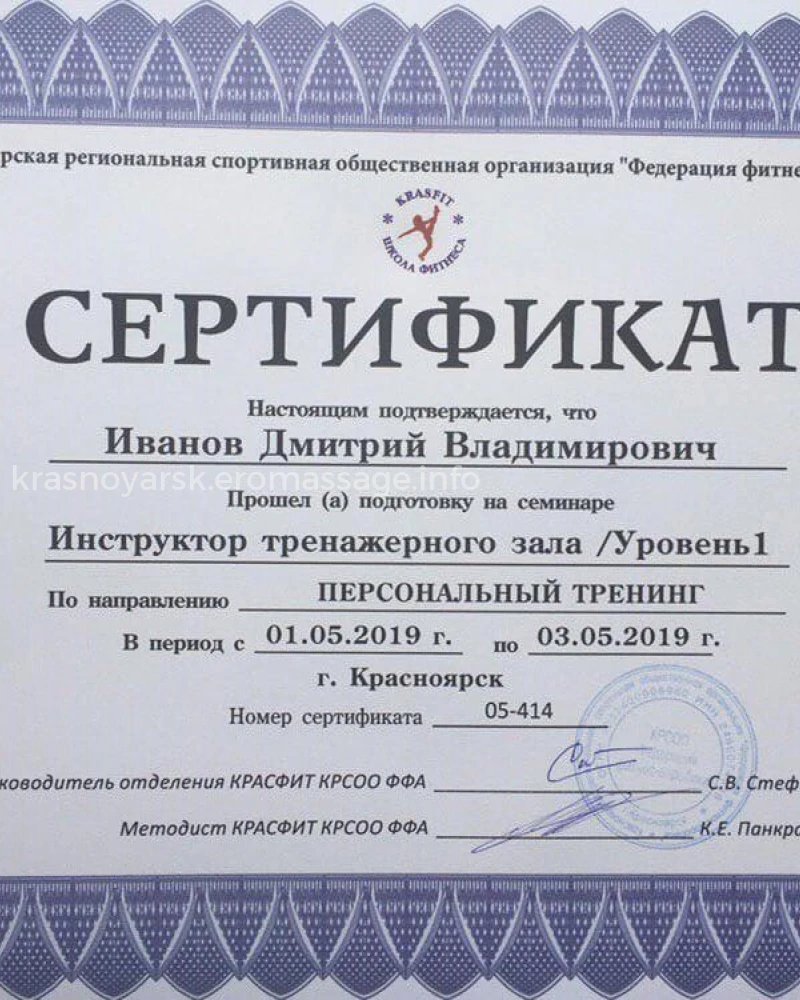 рская региональная спортивная общественная организация "Федерация фитне
KRASFIT
ШКОЛА ФИТНЕСА
СЕРТИФИКАТ
Настоящим подтверждается, что
Иванов Дмитрий Владимирович
krasnoyarsk.eromassage.info
Прошел (а) подготовку на семинаре
Инструктор тренажерного зала /Уровень1
По направлению ПЕРСОНАЛЬНЫЙ ТРЕНИНГ
В период с 01.05.2019 г. по 03.05.2019 г.
г. Красноярск
Номер сертификата 05-414
КРСОО
ководитель отделения КРАСФИТ КРСОО ФФА С.В. Стеф
Методист КРАСФИТ КРСОО ФФА К.Е. Панкра